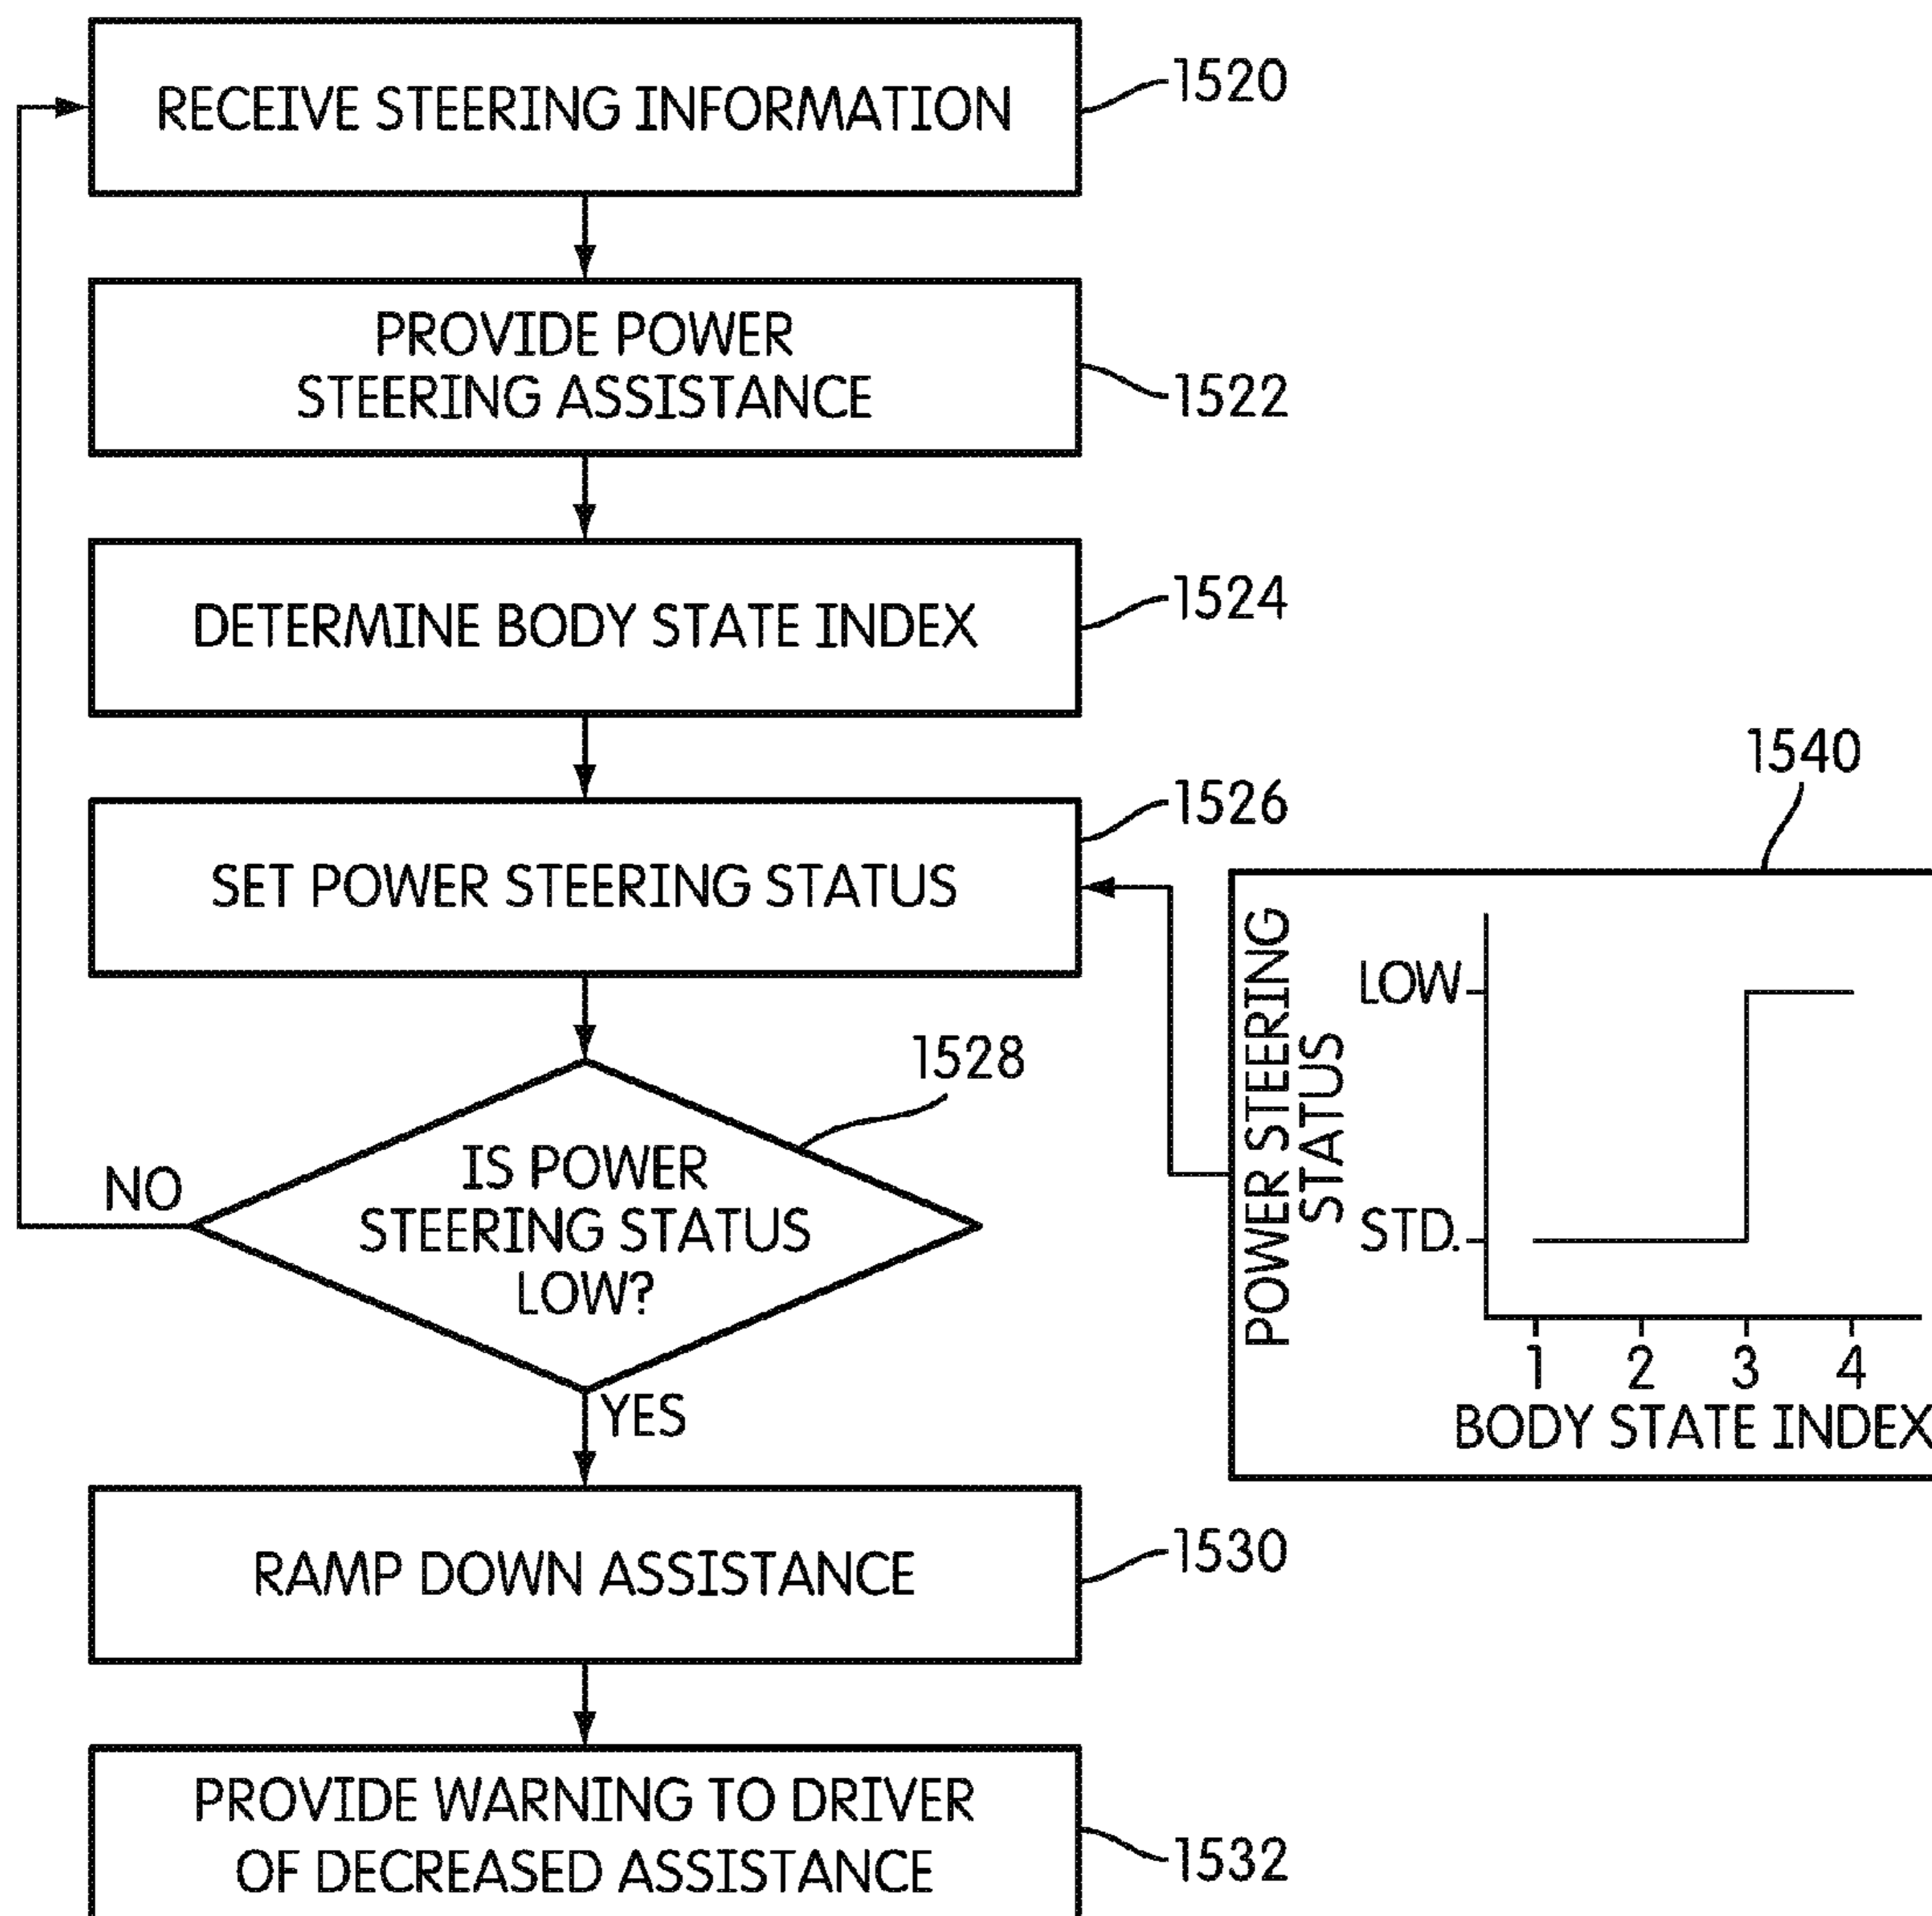 RECEIVE STEERING INFORMATION
1520
PROVIDE POWER
STEERING ASSISTANCE
1522
DETERMINE BODY STATE INDEX
1524
SET POWER STEERING STATUS
1526
IS POWER
STEERING STATUS
LOW?
1528
NO
YES
RAMP DOWN ASSISTANCE
1530
PROVIDE WARNING TO DRIVER
OF DECREASED ASSISTANCE
1532
1540
POWER STEERING
STATUS
LOW
STD.
1 2 3 4
BODY STATE INDEX